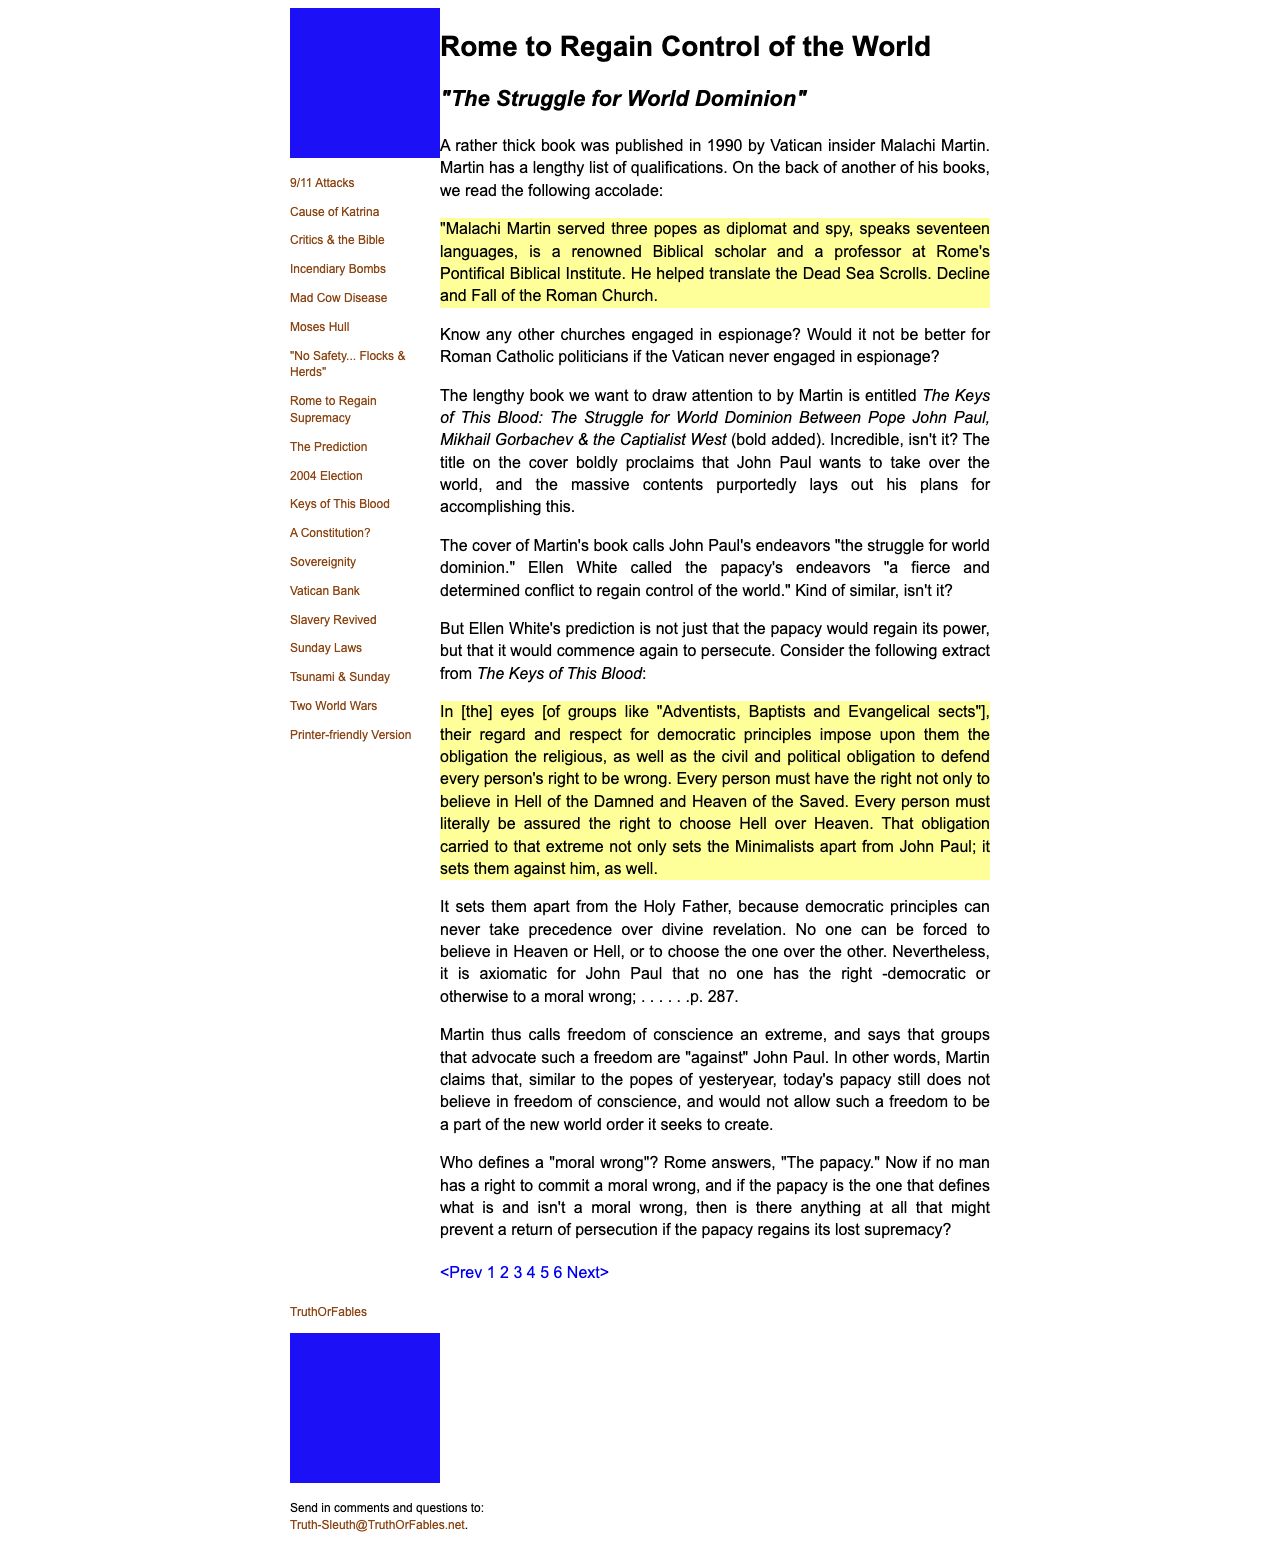 9/11 Attacks
Cause of Katrina
Critics & the Bible
Incendiary Bombs
Mad Cow Disease
Moses Hull
"No Safety... Flocks &
Herds"
Rome to Regain
Supremacy
The Prediction
2004 Election
Keys of This Blood
A Constitution?
Sovereignity
Vatican Bank
Slavery Revived
Sunday Laws
Tsunami & Sunday
Two World Wars
Printer-friendly Version
Rome to Regain Control of the World
"The Struggle for World Dominion"
A rather thick book was published in 1990 by Vatican insider Malachi Martin.
Martin has a lengthy list of qualifications. On the back of another of his books,
we read the following accolade:
"Malachi Martin served three popes as diplomat and spy, speaks seventeen
languages, is a renowned Biblical scholar and a professor at Rome's
Pontifical Biblical Institute. He helped translate the Dead Sea Scrolls. Decline
and Fall of the Roman Church.
Know any other churches engaged in espionage? Would it not be better for
Roman Catholic politicians if the Vatican never engaged in espionage?
The lengthy book we want to draw attention to by Martin is entitled The Keys
of This Blood: The Struggle for World Dominion Between Pope John Paul,
Mikhail Gorbachev & the Captialist West (bold added). Incredible, isn't it? The
title on the cover boldly proclaims that John Paul wants to take over the
world, and the massive contents purportedly lays out his plans for
accomplishing this.
The cover of Martin's book calls John Paul's endeavors "the struggle for world
dominion." Ellen White called the papacy's endeavors "a fierce and
determined conflict to regain control of the world." Kind of similar, isn't it?
But Ellen White's prediction is not just that the papacy would regain its power,
but that it would commence again to persecute. Consider the following extract
from The Keys of This Blood:
In [the] eyes [of groups like "Adventists, Baptists and Evangelical sects"],
their regard and respect for democratic principles impose upon them the
obligation the religious, as well as the civil and political obligation to defend
every person's right to be wrong. Every person must have the right not only to
believe in Hell of the Damned and Heaven of the Saved. Every person must
literally be assured the right to choose Hell over Heaven. That obligation
carried to that extreme not only sets the Minimalists apart from John Paul; it
sets them against him, as well.
It sets them apart from the Holy Father, because democratic principles can
never take precedence over divine revelation. No one can be forced to
believe in Heaven or Hell, or to choose the one over the other. Nevertheless,
it is axiomatic for John Paul that no one has the right -democratic or
otherwise to a moral wrong; . . . . . .p. 287.
Martin thus calls freedom of conscience an extreme, and says that groups
that advocate such a freedom are "against" John Paul. In other words, Martin
claims that, similar to the popes of yesteryear, today's papacy still does not
believe in freedom of conscience, and would not allow such a freedom to be
a part of the new world order it seeks to create.
Who defines a "moral wrong"? Rome answers, "The papacy." Now if no man
has a right to commit a moral wrong, and if the papacy is the one that defines
what is and isn't a moral wrong, then is there anything at all that might
prevent a return of persecution if the papacy regains its lost supremacy?
<Prev 1 2 3 4 5 6 Next>
TruthOrFables
Send in comments and questions to:
Truth-Sleuth@TruthOrFables.net.